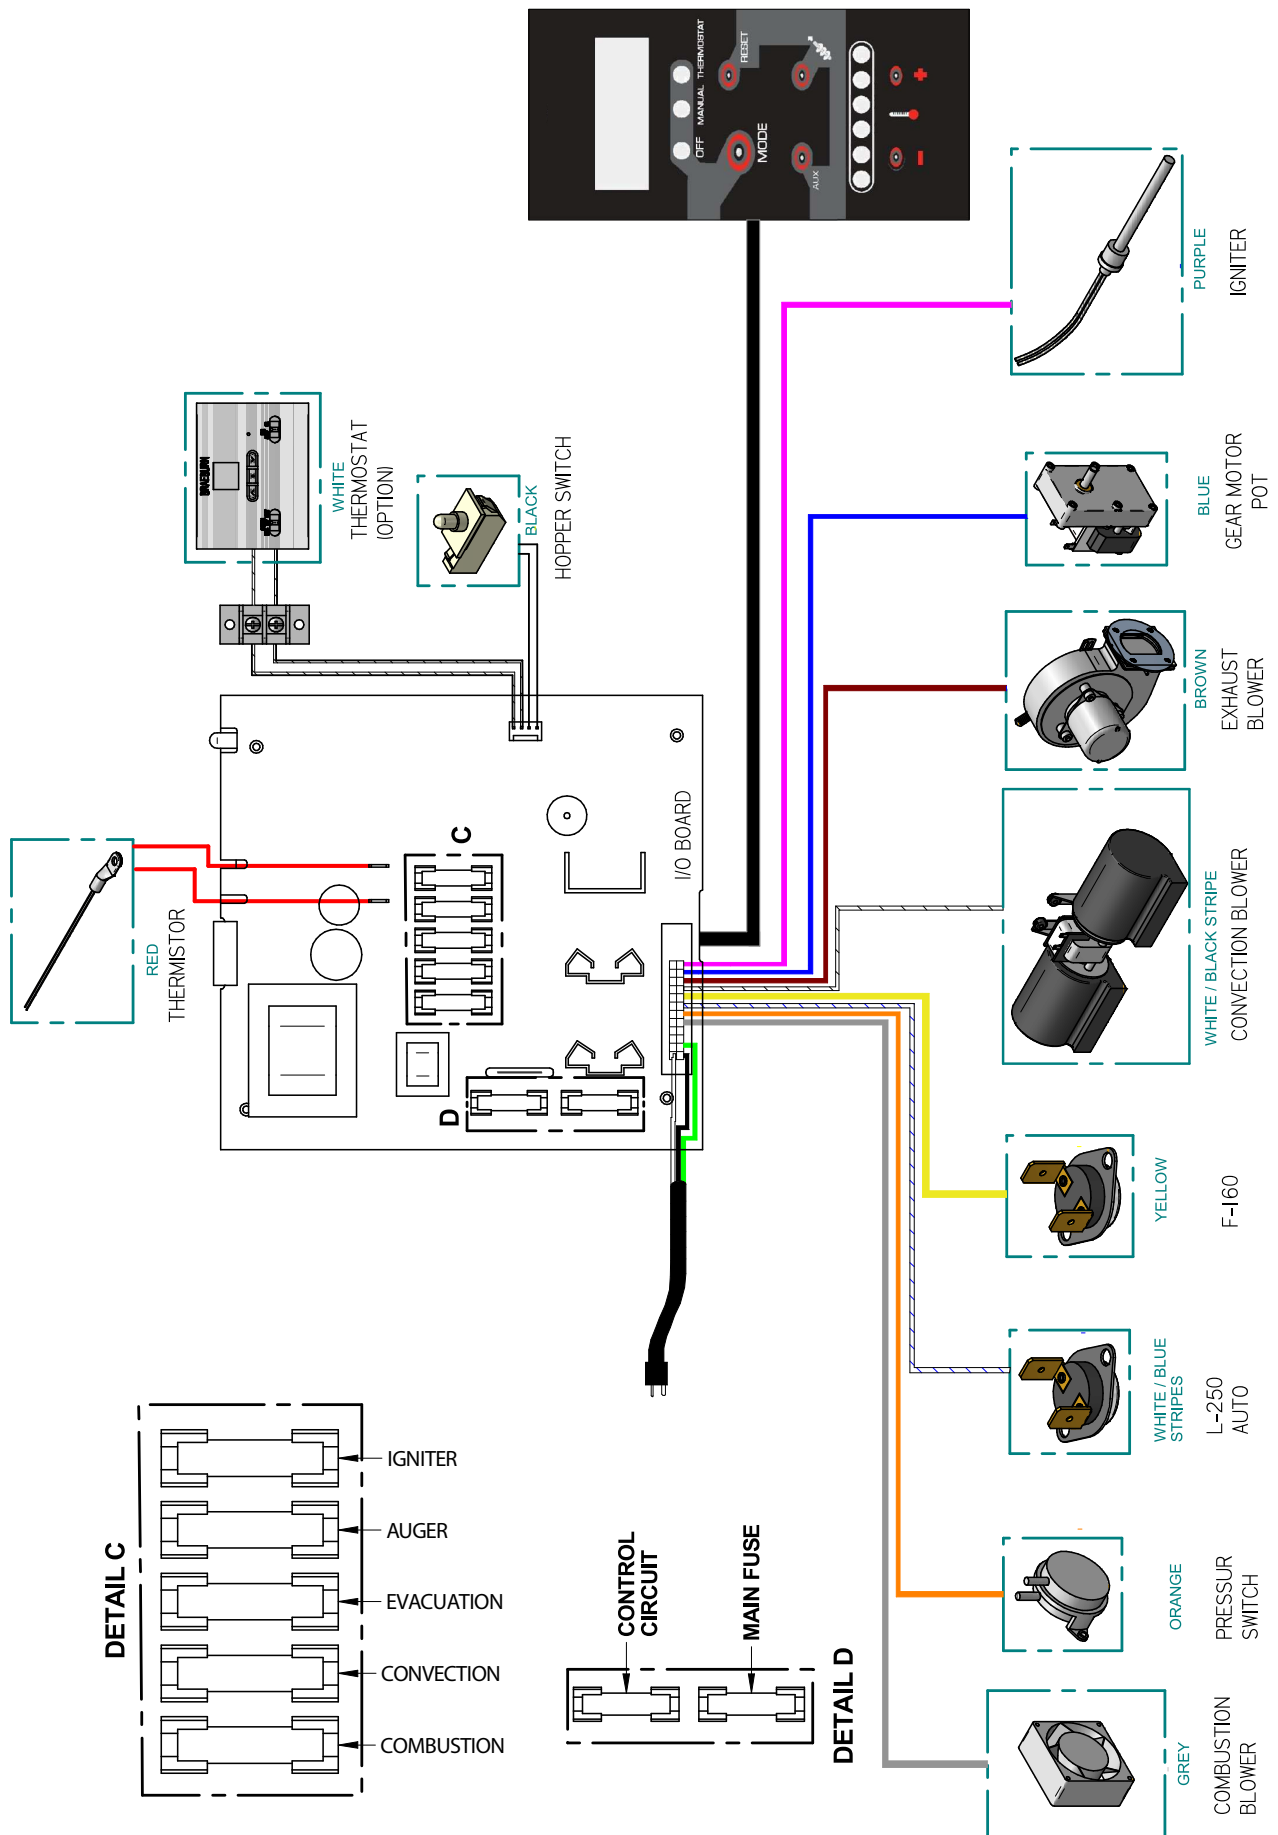 OFF
MANUAL
THERMOSTAT
RESET
MODE
AUX
PURPLE
IGNITER
BRAEBURN
WHITE
THERMOSTAT
(OPTION)
BLACK
HOPPER SWITCH
BLUE
GEAR MOTOR
POT
BROWN
EXHAUST
BLOWER
RED
THERMISTOR
C
I/O BOARD
D
WHITE / BLACK STRIPE
CONVECTION BLOWER
YELLOW
F-160
WHITE / BLUE
STRIPES
L-250
AUTO
ORANGE
PRESSUR
SWITCH
GREY
COMBUSTION
BLOWER
DETAIL C
IGNITER
AUGER
EVACUATION
CONVECTION
COMBUSTION
CONTROL
CIRCUIT
MAIN FUSE
DETAIL D